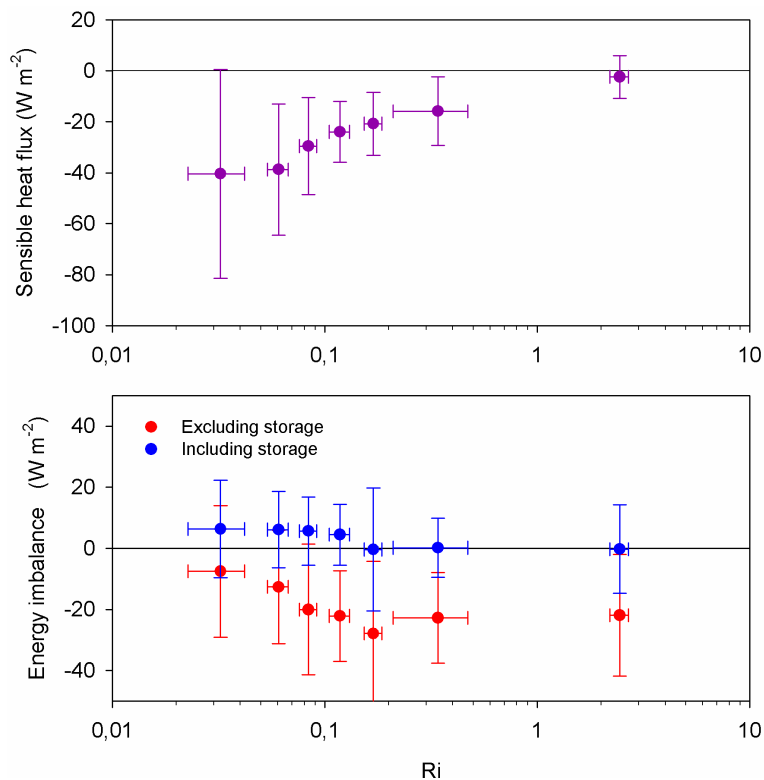 20
0
-20
-40
-60
-80
-100
Sensible heat flux (W m-2)
0,01 0,1 1 10
40
20
0
-20
-40
Energy imbalance (W m-2)
Excluding storage
Including storage
0,01 0,1 1 10
Ri